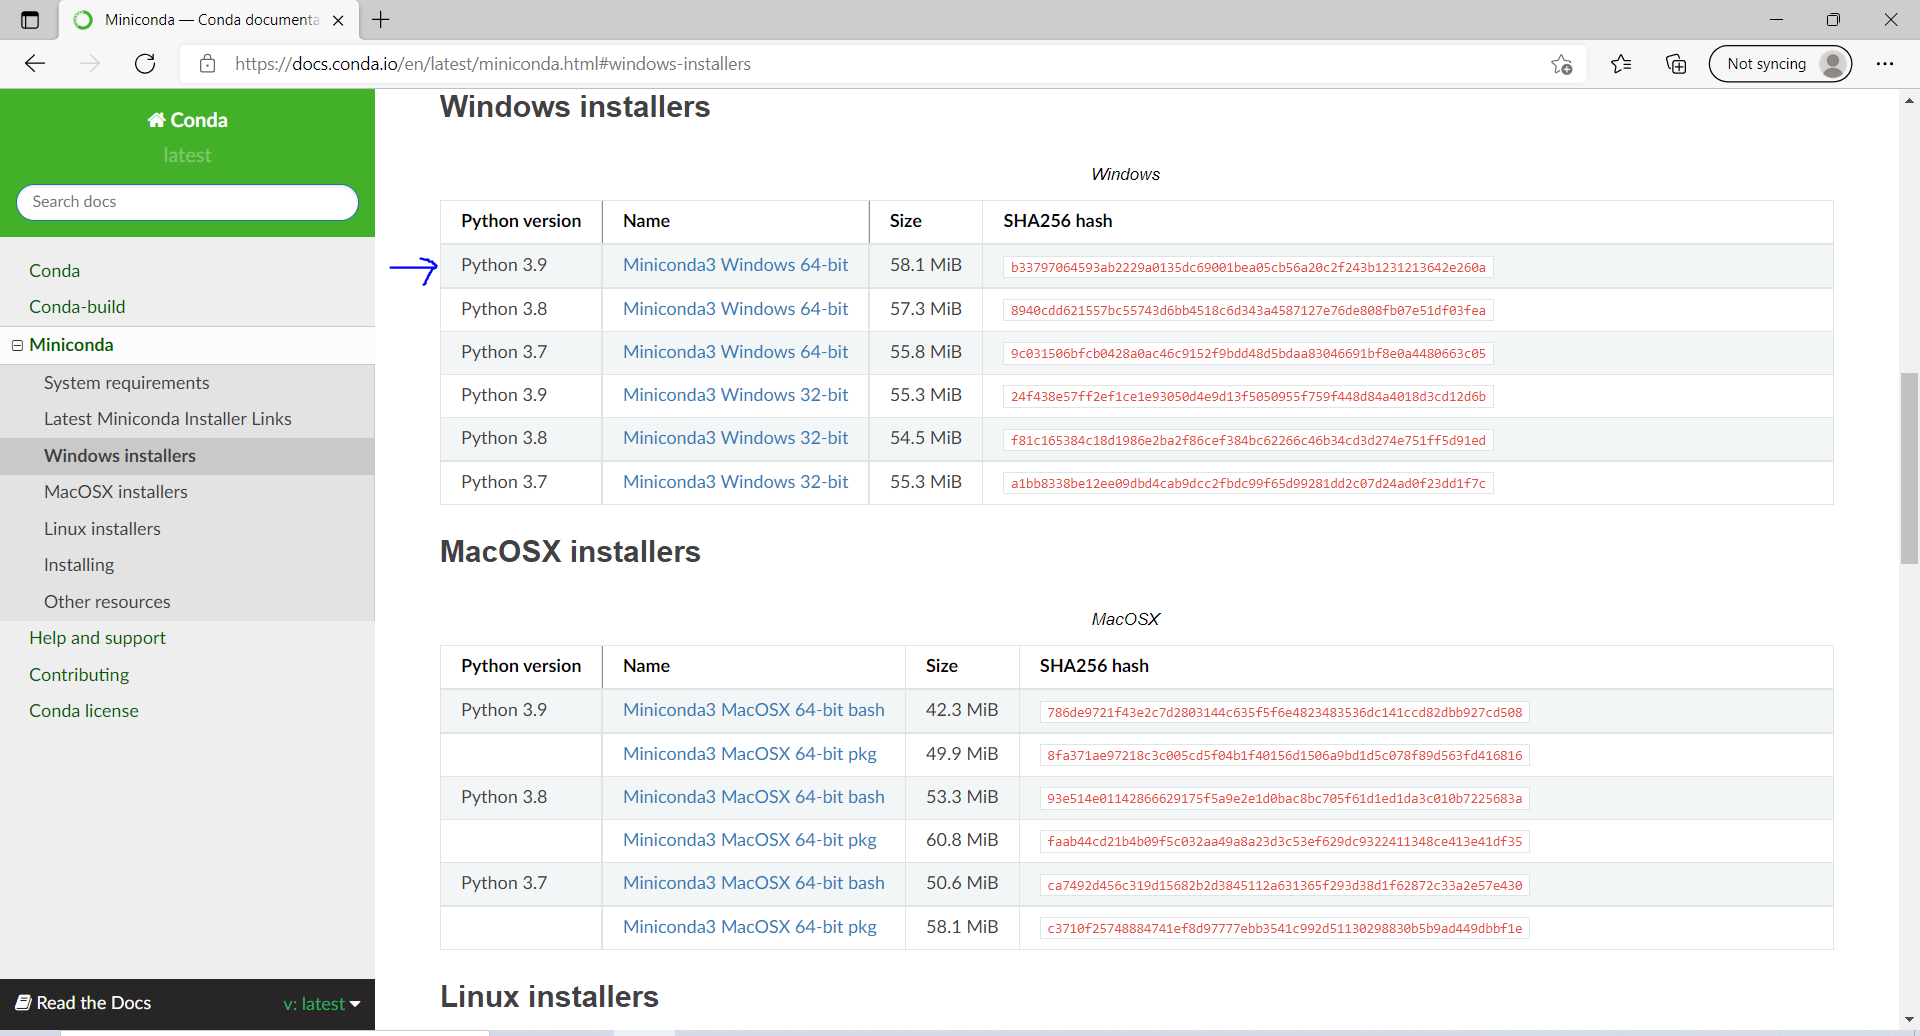 Miniconda — Conda documenta
https://docs.conda.io/en/latest/miniconda.html#windows-installers
Not syncing
Conda
latest
Search docs
Conda
Conda-build
Miniconda
System requirements
Latest Miniconda Installer Links
Windows installers
MacOSX installers
Linux installers
Installing
Other resources
Help and support
Contributing
Conda license
Read the Docs
v: latest
Windows installers
Windows
Python version Name Size SHA256 hash
Python 3.9 Miniconda3 Windows 64-bit 58.1 MiB b33797064593ab2229a0135dc69001bea05cb56a20c2f243b1231213642e260a
Python 3.8 Miniconda3 Windows 64-bit 57.3 MiB 8940cdd621557bc55743d6bb4518c6d343a4587127e76de808fb07e51df03fea
Python 3.7 Miniconda3 Windows 64-bit 55.8 MiB 9c031506bfcb0428a0ac46c9152f9bdd48d5bdaa83046691bf8e0a4480663c05
Python 3.9 Miniconda3 Windows 32-bit 55.3 MiB 24f438e57ff2ef1ce1e93050d4e9d13f5050955f759f448d84a4018d3cd12d6b
Python 3.8 Miniconda3 Windows 32-bit 54.5 MiB f81c165384c18d1986e2ba2f86cef384bc62266c46b34cd3d274e751ff5d91ed
Python 3.7 Miniconda3 Windows 32-bit 55.3 MiB a1bb8338be12ee09dbd4cab9dcc2fbdc99f65d99281dd2c07d24ad0f23dd1f7c
MacOSX installers
MacOSX
Python version Name Size SHA256 hash
Python 3.9 Miniconda3 MacOSX 64-bit bash 42.3 MiB 786de9721f43e2c7d2803144c635f5f6e4823483536dc141ccd82dbb927cd508
Miniconda3 MacOSX 64-bit pkg 49.9 MiB 8fa371ae97218c3c005cd5f04b1f40156d1506a9bd1d5c078f89d563fd416816
Python 3.8 Miniconda3 MacOSX 64-bit bash 53.3 MiB 93e514e01142866629175f5a9e2e1d0bac8bc705f61d1ed1da3c010b7225683a
Miniconda3 MacOSX 64-bit pkg 60.8 MiB faab44cd21b4b09f5c032aa49a8a23d3c53ef629dc9322411348ce413e41df35
Python 3.7 Miniconda3 MacOSX 64-bit bash 50.6 MiB ca7492d456c319d15682b2d3845112a631365f293d38d1f62872c33a2e57e430
Miniconda3 MacOSX 64-bit pkg 58.1 MiB c3710f25748884741ef8d97777ebb3541c992d51130298830b5b9ad449dbbf1e
Linux installers